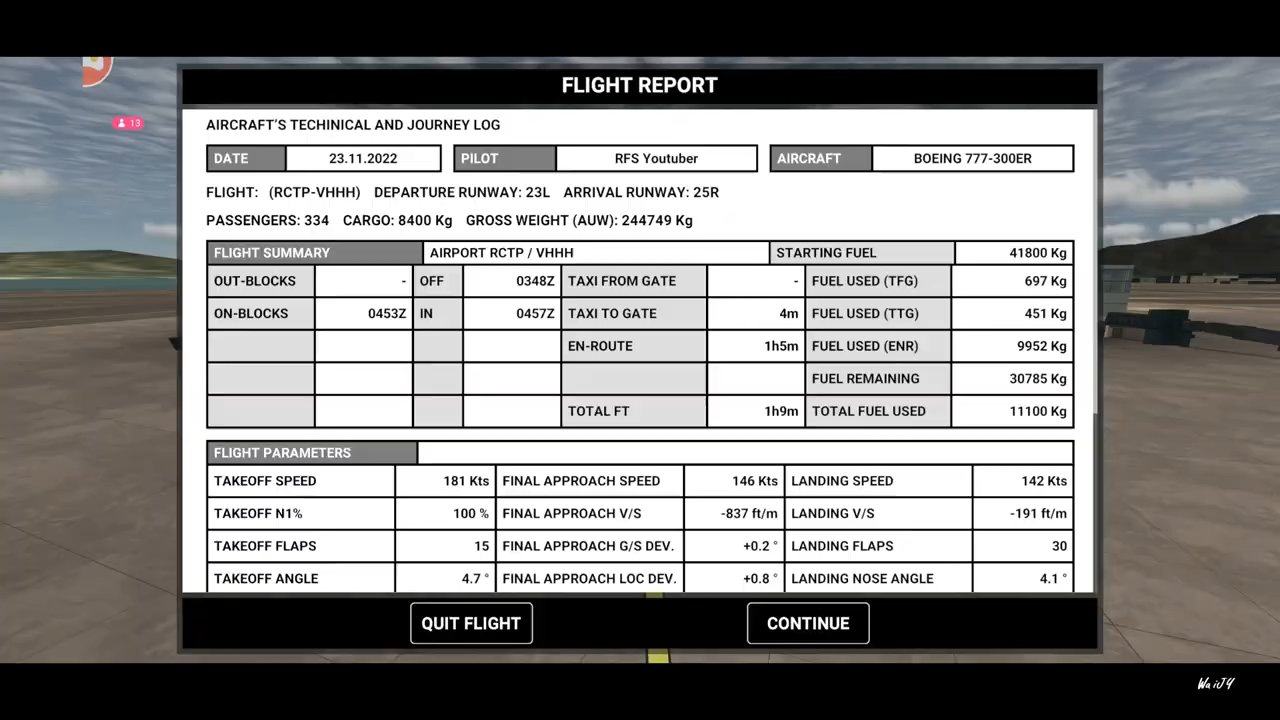 FLIGHT REPORT
13
AIRCRAFT'S TECHINICAL AND JOURNEY LOG
DATE 23.11.2022 PILOT RFS Youtuber AIRCRAFT BOEING 777-300ER
FLIGHT: (RCTP-VHHH) DEPARTURE RUNWAY: 23L ARRIVAL RUNWAY: 25R
PASSENGERS: 334 CARGO: 8400 Kg GROSS WEIGHT (AUW): 244749 Kg
FLIGHT SUMMARY AIRPORT RCTP / VHHH STARTING FUEL 41800 Kg
OUT-BLOCKS - OFF 0348Z TAXI FROM GATE - FUEL USED (TFG) 697 Kg
ON-BLOCKS 0453Z IN 0457Z TAXI TO GATE 4m FUEL USED (TTG) 451 Kg
EN-ROUTE 1h5m FUEL USED (ENR) 9952 Kg
FUEL REMAINING 30785 Kg
TOTAL FT 1h9m TOTAL FUEL USED 11100 Kg
FLIGHT PARAMETERS
TAKEOFF SPEED 181 Kts FINAL APPROACH SPEED 146 Kts LANDING SPEED 142 Kts
TAKEOFF N1% 100 % FINAL APPROACH V/S -837 ft/m LANDING V/S -191 ft/m
TAKEOFF FLAPS 15 FINAL APPROACH G/S DEV. +0.2 ° LANDING FLAPS 30
TAKEOFF ANGLE 4.7 ° FINAL APPROACH LOC DEV. +0.8 ° LANDING NOSE ANGLE 4.1 °
QUIT FLIGHT CONTINUE
WaiJY